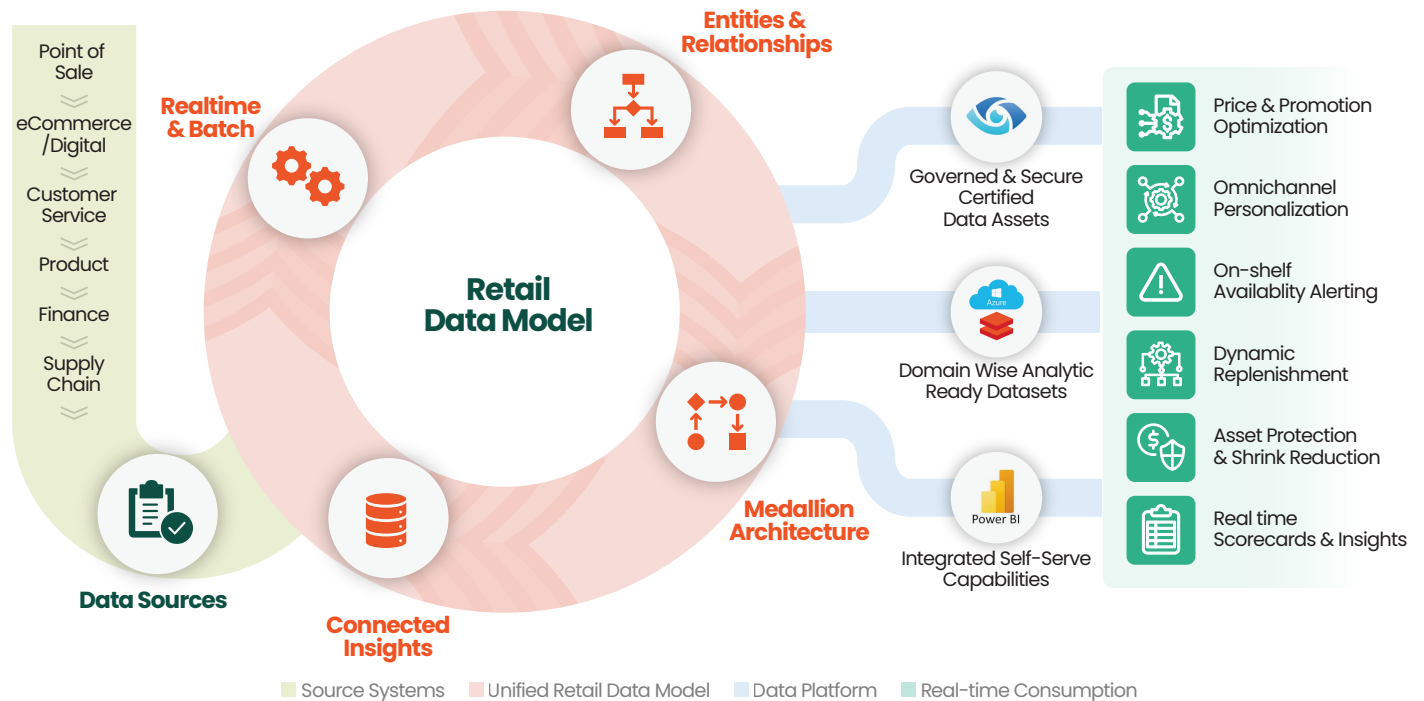 Point of
Sale
eCommerce
/Digital
Customer
Service
Product
Finance
Supply
Chain
Data Sources
Realtime
& Batch
Entities &
Relationships
Retail
Data Model
Connected
Insights
Medallion
Architecture
Governed & Secure
Certified
Data Assets
Azure
Domain Wise Analytic
Ready Datasets
Power BI
Integrated Self-Serve
Capabilities
Price & Promotion
Optimization
Omnichannel
Personalization
On-shelf
Availablity Alerting
Dynamic
Replenishment
Asset Protection
& Shrink Reduction
Real time
Scorecards & Insights
Source Systems
Unified Retail Data Model
Data Platform
Real-time Consumption